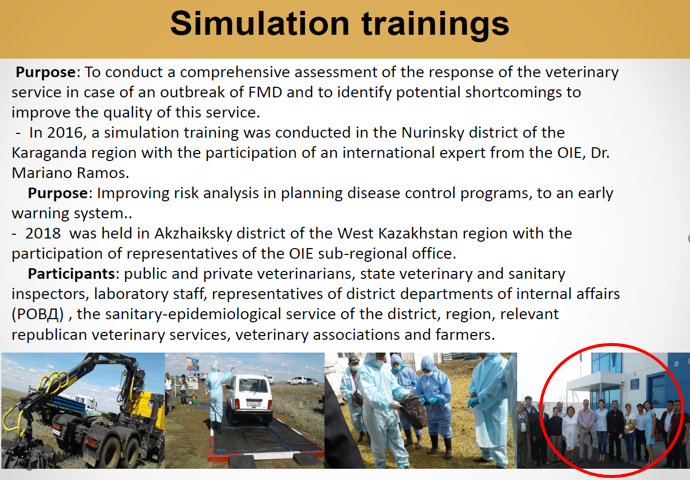 Simulation trainings
Purpose: To conduct a comprehensive assessment of the response of the veterinary
service in case of an outbreak of FMD and to identify potential shortcomings to
improve the quality of this service.
- In 2016, a simulation training was conducted in the Nurinsky district of the
Karaganda region with the participation of an international expert from the OIE, Dr.
Mariano Ramos.
Purpose: Improving risk analysis in planning disease control programs, to an early
warning system..
- 2018 was held in Akzhaiksky district of the West Kazakhstan region with the
participation of representatives of the OIE sub-regional office.
Participants: public and private veterinarians, state veterinary and sanitary
inspectors, laboratory staff, representatives of district departments of internal affairs
(РОВД) , the sanitary-epidemiological service of the district, region, relevant
republican veterinary services, veterinary associations and farmers.